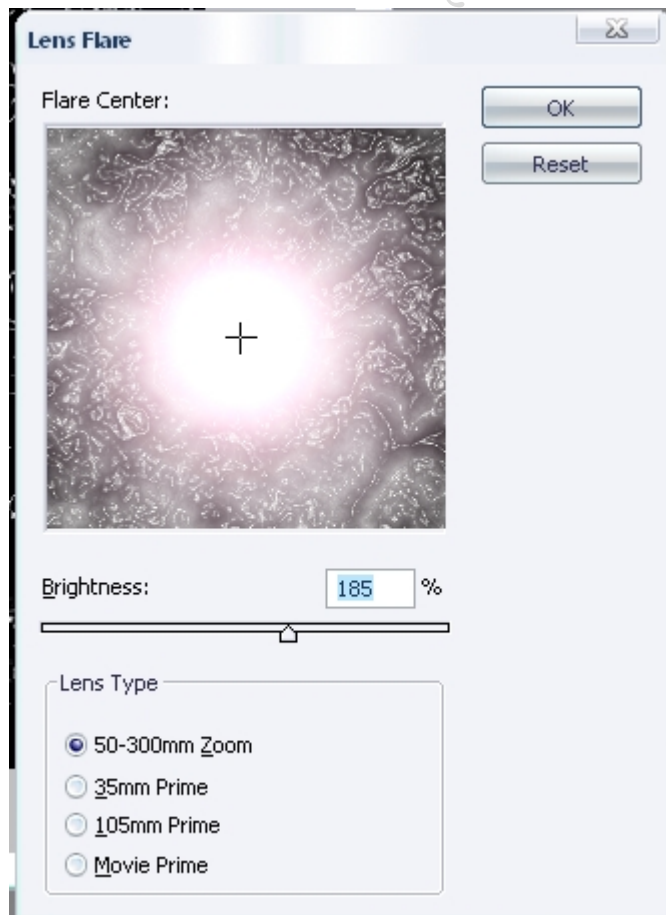 Lens Flare
Flare Center:
OK
Reset
Brightness:
185 %
Lens Type
50-300mm Zoom
35mm Prime
105mm Prime
Movie Prime